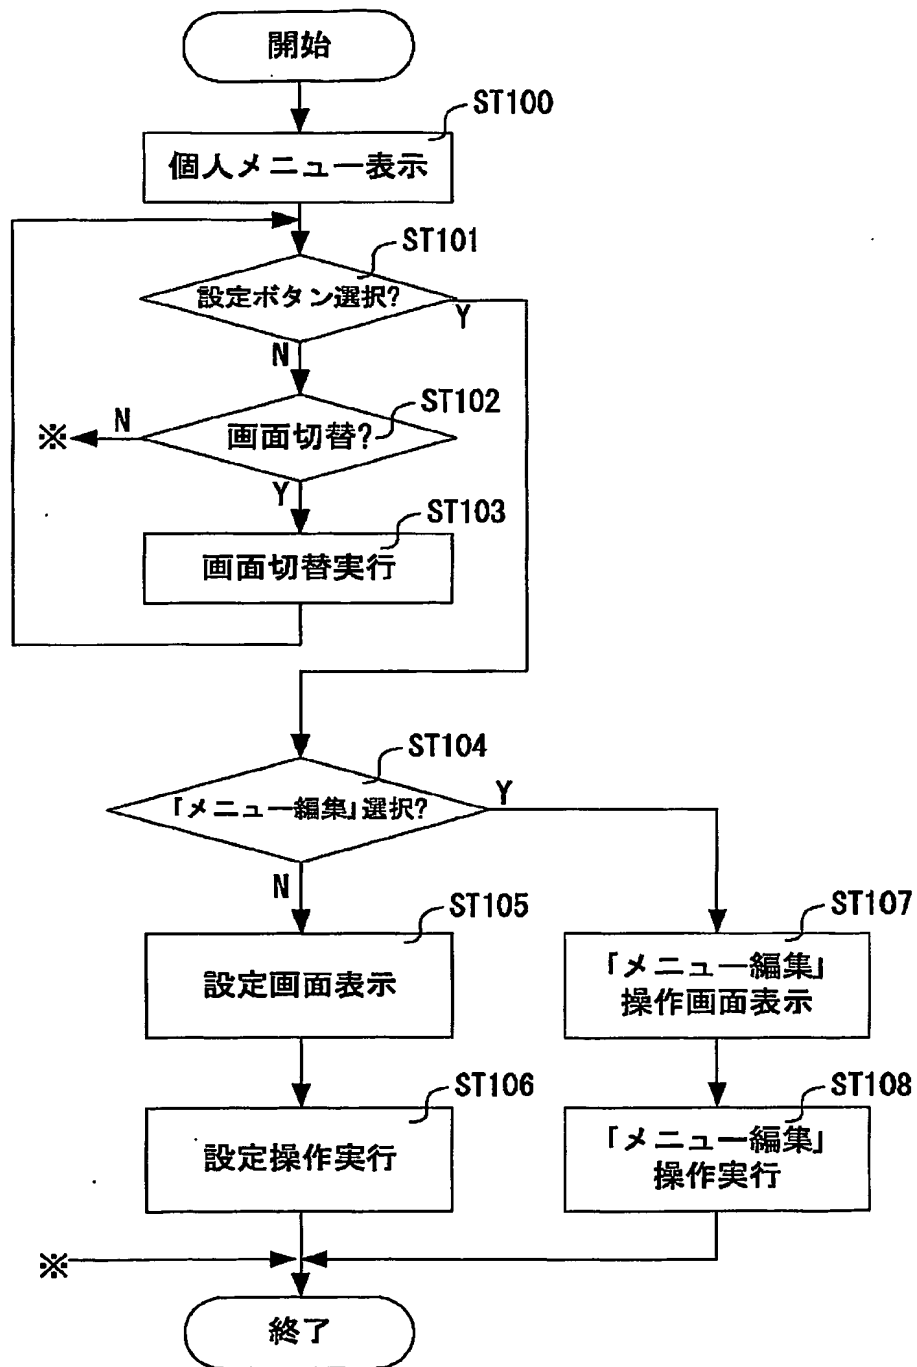 開始
ST100
個人メニュー表示
ST101
設定ボタン選択?
Y
N
ST102
画面切替?
N
※
Y
ST103
画面切替実行
ST104
「メニュー編集」選択?
Y
N
ST105
設定画面表示
ST107
「メニュー編集」
操作画面表示
ST106
設定操作実行
ST108
「メニュー編集」
操作実行
※
終了